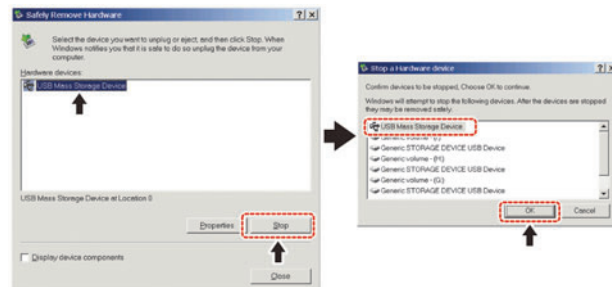 Safely Remove Hardware
Select the device you want to unplug or eject, and then click Stop. When
Windows notifies you that it is safe to do so unplug the device from your
computer.
Hardware devices:
USB Mass Storage Device
USB Mass Storage Device at Location 0
Properties
Stop
Display device components
Close
Stop a Hardware device
Confirm devices to be stopped, Choose OK to continue.
Windows will attempt to stop the following devices. After the devices are stopped
they may be removed safely.
USB Mass Storage Device
Generic volume - (I:)
Generic STORAGE DEVICE USB Device
Generic volume - (H:)
Generic STORAGE DEVICE USB Device
Generic volume - (G:)
Generic STORAGE DEVICE USB Device
OK
Cancel